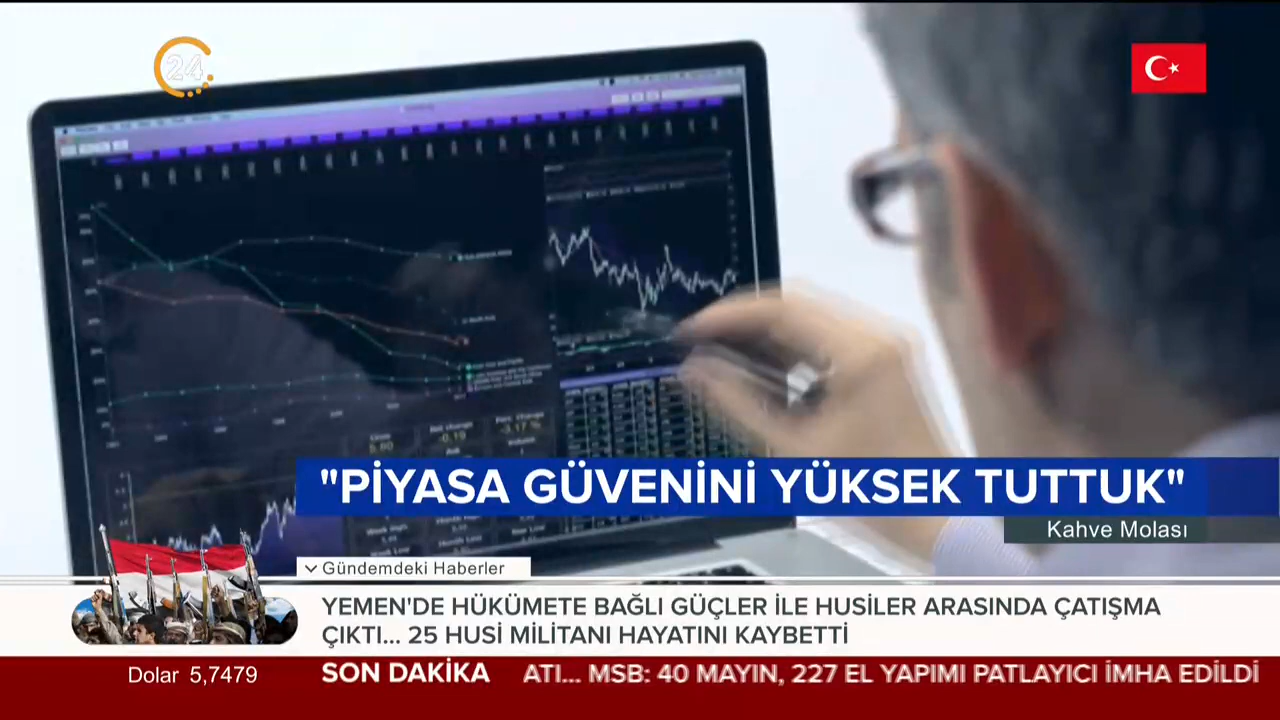 24
"PİYASA GÜVENİNİ YÜKSEK TUTTUK"
Kahve Molası
Gündemdeki Haberler
YEMEN'DE HÜKÜMETE BAĞLI GÜÇLER İLE HUSİLER ARASINDA ÇATIŞMA
ÇIKTI... 25 HUSİ MİLİTANI HAYATINI KAYBETTİ
Dolar 5,7479
SON DAKİKA
ATI... MSB: 40 MAYIN, 227 EL YAPIMI PATLAYICI İMHA EDİLDİ